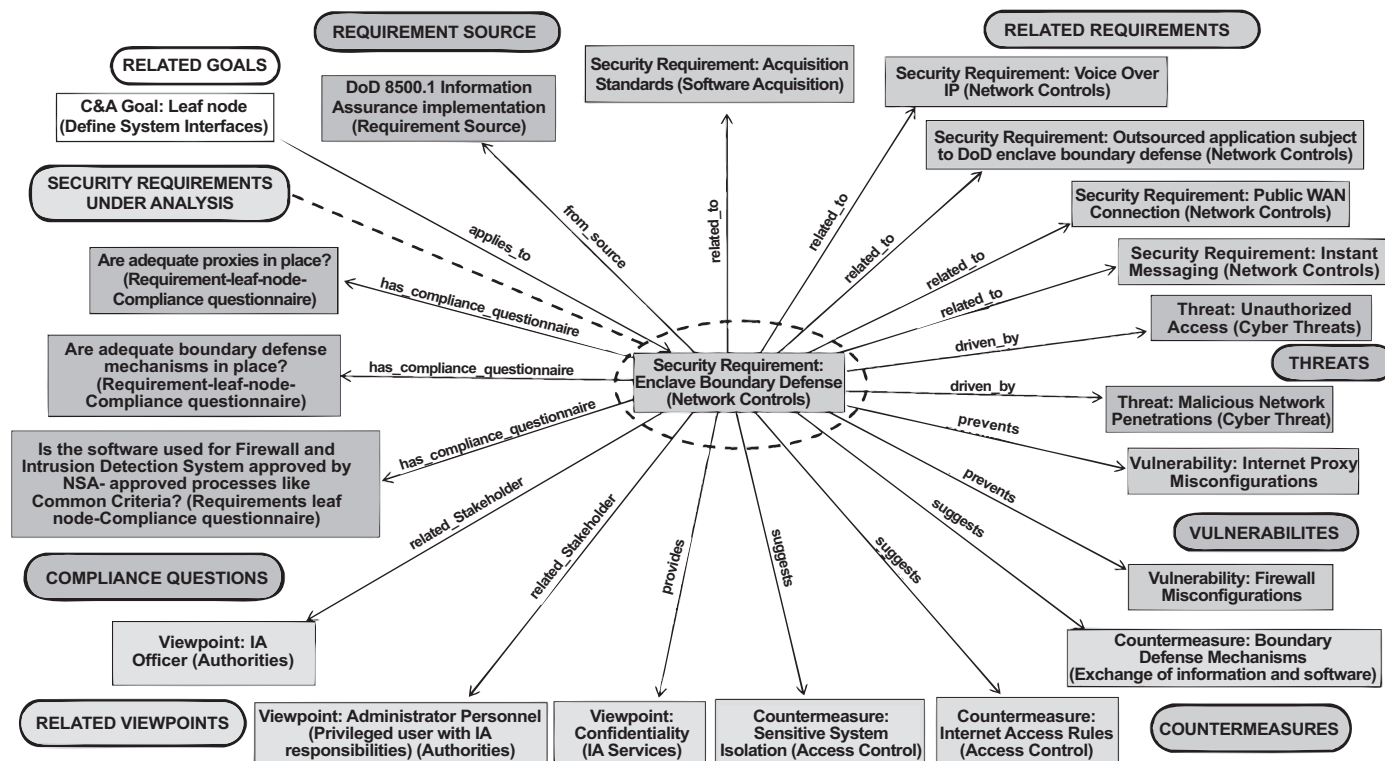 REQUIREMENT SOURCE
RELATED REQUIREMENTS
RELATED GOALS
C&A Goal: Leaf node
(Define System Interfaces)
DoD 8500.1 Information
Assurance implementation
(Requirement Source)
Security Requirement: Acquisition
Standards (Software Acquisition)
Security Requirement: Voice Over
IP (Network Controls)
Security Requirement: Outsourced application subject
to DoD enclave boundary defense (Network Controls)
SECURITY REQUIREMENTS
UNDER ANALYSIS
Security Requirement: Public WAN
Connection (Network Controls)
Security Requirement: Instant
Messaging (Network Controls)
applies_to
from_source
related_to
related_to
related_to
related_to
related_to
Are adequate proxies in place?
(Requirement-leaf-node-
Compliance questionnaire)
has_compliance_questionnaire
Threat: Unauthorized
Access (Cyber Threats)
driven_by
THREATS
Are adequate boundary defense
mechanisms in place?
(Requirement-leaf-node-
Compliance questionnaire)
has_compliance_questionnaire
Security Requirement:
Enclave Boundary Defense
(Network Controls)
driven_by
Threat: Malicious Network
Penetrations (Cyber Threat)
Is the software used for Firewall and
Intrusion Detection System approved by
NSA- approved processes like
Common Criteria? (Requirements leaf
node-Compliance questionnaire)
has_compliance_questionnaire
prevents
Vulnerability: Internet Proxy
Misconfigurations
prevents
VULNERABILITES
Vulnerability: Firewall
Misconfigurations
COMPLIANCE QUESTIONS
related_Stakeholder
related_Stakeholder
provides
suggests
suggests
suggests
Viewpoint: IA
Officer (Authorities)
Countermeasure: Boundary
Defense Mechanisms
(Exchange of information and software)
RELATED VIEWPOINTS
Viewpoint: Administrator Personnel
(Privileged user with IA
responsibilities) (Authorities)
Viewpoint:
Confidentiality
(IA Services)
Countermeasure:
Sensitive System
Isolation (Access Control)
Countermeasure:
Internet Access Rules
(Access Control)
COUNTERMEASURES